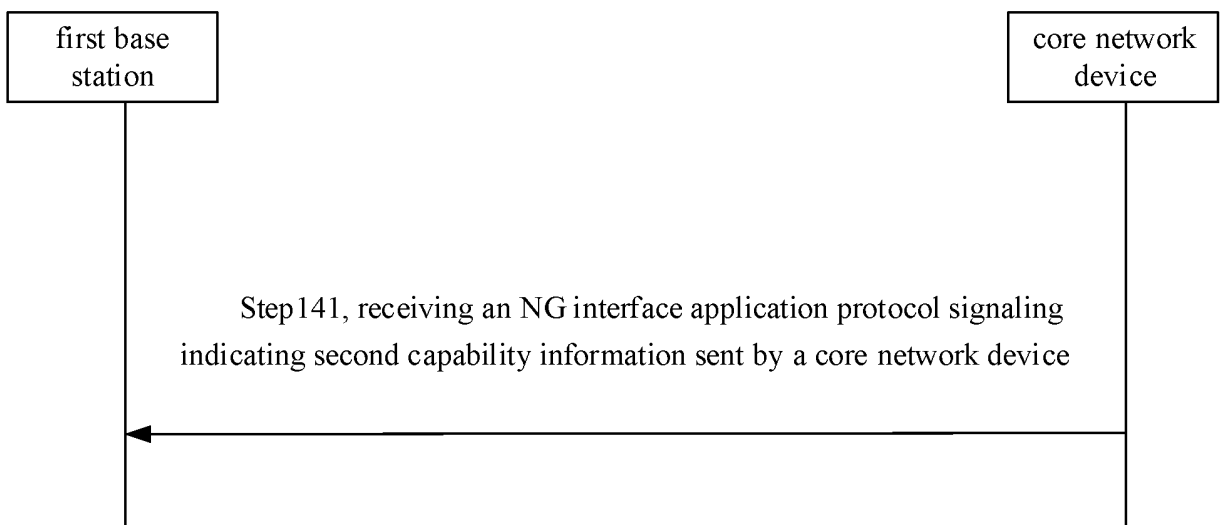 first base
station
core network
device
Step141, receiving an NG interface application protocol signaling
indicating second capability information sent by a core network device